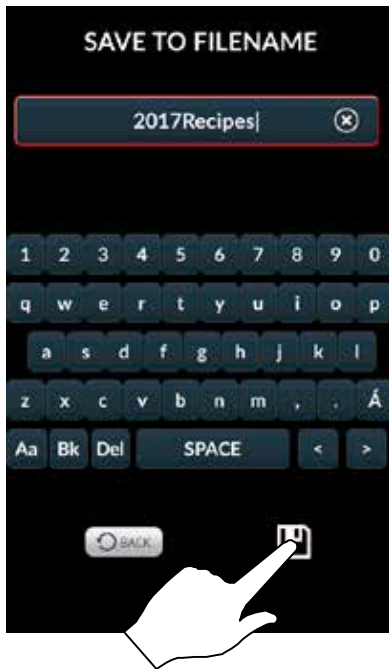 SAVE TO FILENAME
2017Recipes
1 2 3 4 5 6 7 8 9 0
q w e r t y u i o p
a s d f g h j k l
z x c v b n m , . Á
Aa Bk Del SPACE < >
BACK